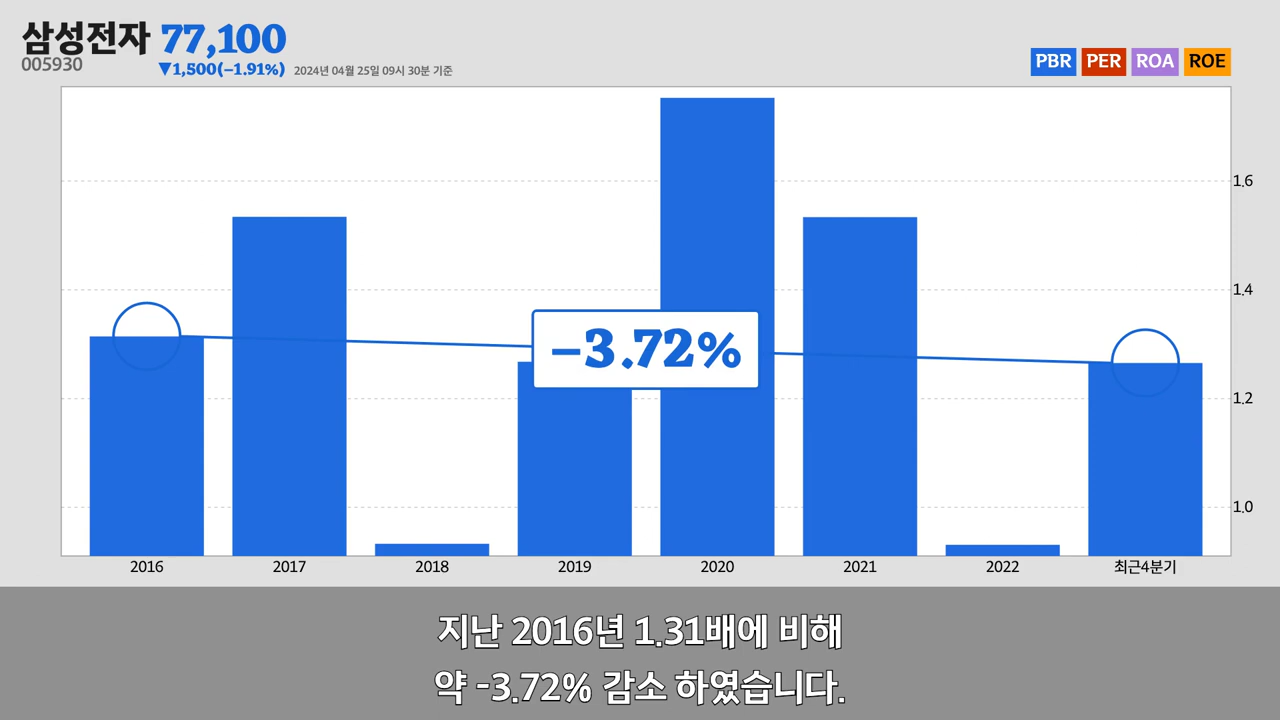 삼성전자 77,100
005930
▼1,500(−1.91%) 2024년 04월 25일 09시 30분 기준
PBR PER ROA ROE
1.6
1.4
1.2
1.0
−3.72%
2016 2017 2018 2019 2020 2021 2022 최근4분기
지난 2016년 1.31배에 비해
약 -3.72% 감소 하였습니다.